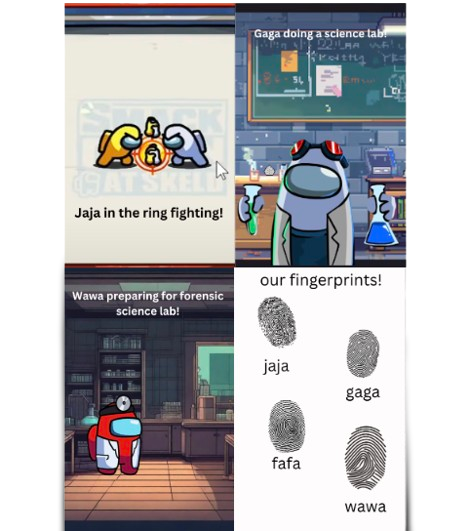 Jaja in the ring fighting!
Gaga doing a science lab!
Wawa preparing for forensic
science lab!
our fingerprints!
jaja
gaga
fafa
wawa